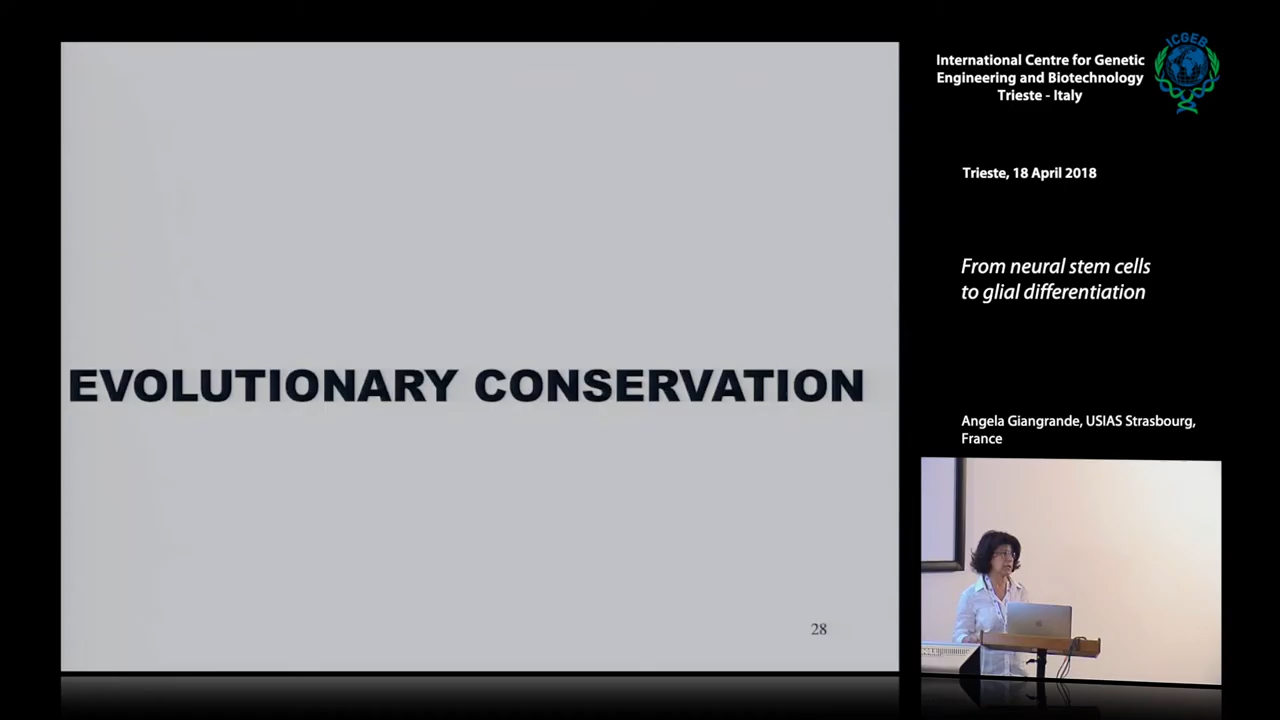 EVOLUTIONARY CONSERVATION
28
International Centre for Genetic
Engineering and Biotechnology
Trieste - Italy
ICGEB
Trieste, 18 April 2018
From neural stem cells
to glial differentiation
Angela Giangrande, USIAS Strasbourg,
France